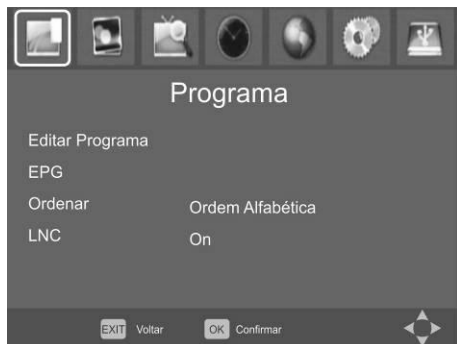 Programa
Editar Programa
EPG
Ordenar Ordem Alfabética
LNC On
EXIT Voltar OK Confirmar